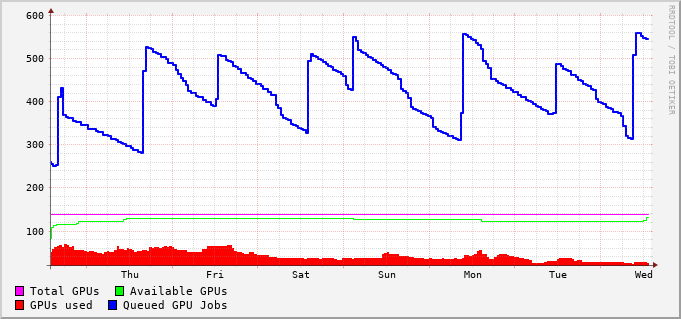 600
500
400
300
200
100
Thu Fri Sat Sun Mon Tue Wed
Total GPUs Available GPUs
GPUs used Queued GPU Jobs
RRDTOOL / TOBI OETIKER